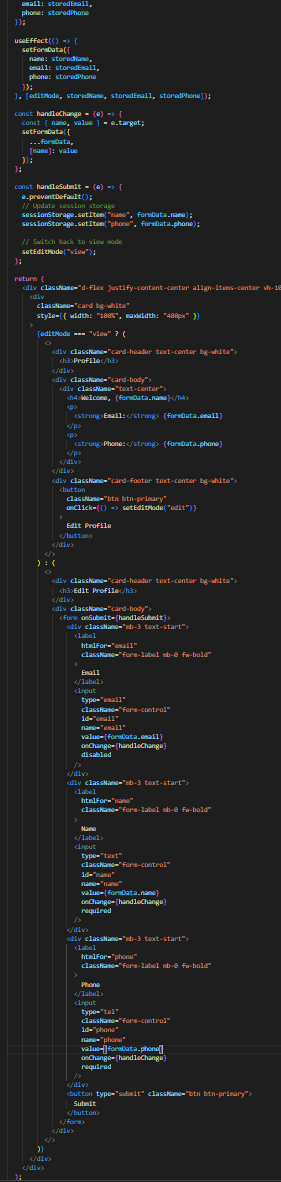 email: storedEmail,
phone: storedPhone
});
useEffect(() => {
setFormData({
name: storedName,
email: storedEmail,
phone: storedPhone
});
}, [editMode, storedName, storedEmail, storedPhone]);
const handleChange = (e) => {
const { name, value } = e.target;
setFormData({
...formData,
[name]: value
});
};
const handleSubmit = (e) => {
e.preventDefault();
// Update session storage
sessionStorage.setItem("name", formData.name);
sessionStorage.setItem("phone", formData.phone);
// Switch back to view mode
setEditMode("view");
};
return (
<div className="d-flex justify-content-center align-items-center vh-10
<div
className="card bg-white"
style={{ width: "100%", maxWidth: "400px" }}
>
{editMode === "view" ? (
<>
<div className="card-header text-center bg-white">
<h3>Profile</h3>
</div>
<div className="card-body">
<div className="text-center">
<h4>Welcome, {formData.name}</h4>
<p>
<strong>Email:</strong> {formData.email}
</p>
<p>
<strong>Phone:</strong> {formData.phone}
</p>
</div>
</div>
<div className="card-footer text-center bg-white">
<button
className="btn btn-primary"
onClick={() => setEditMode("edit")}
>
Edit Profile
</button>
</div>
</>
) : (
<>
<div className="card-header text-center bg-white">
<h3>Edit Profile</h3>
</div>
<div className="card-body">
<form onSubmit={handleSubmit}>
<div className="mb-3 text-start">
<label
htmlFor="email"
className="form-label mb-0 fw-bold"
>
Email
</label>
<input
type="email"
className="form-control"
id="email"
name="email"
value={formData.email}
onChange={handleChange}
disabled
/>
</div>
<div className="mb-3 text-start">
<label
htmlFor="name"
className="form-label mb-0 fw-bold"
>
Name
</label>
<input
type="text"
className="form-control"
id="name"
name="name"
value={formData.name}
onChange={handleChange}
required
/>
</div>
<div className="mb-3 text-start">
<label
htmlFor="phone"
className="form-label mb-0 fw-bold"
>
Phone
</label>
<input
type="tel"
className="form-control"
id="phone"
name="phone"
value={formData.phone}
onChange={handleChange}
required
/>
</div>
<button type="submit" className="btn btn-primary">
Submit
</button>
</form>
</div>
</>
)}
</div>
</div>
);